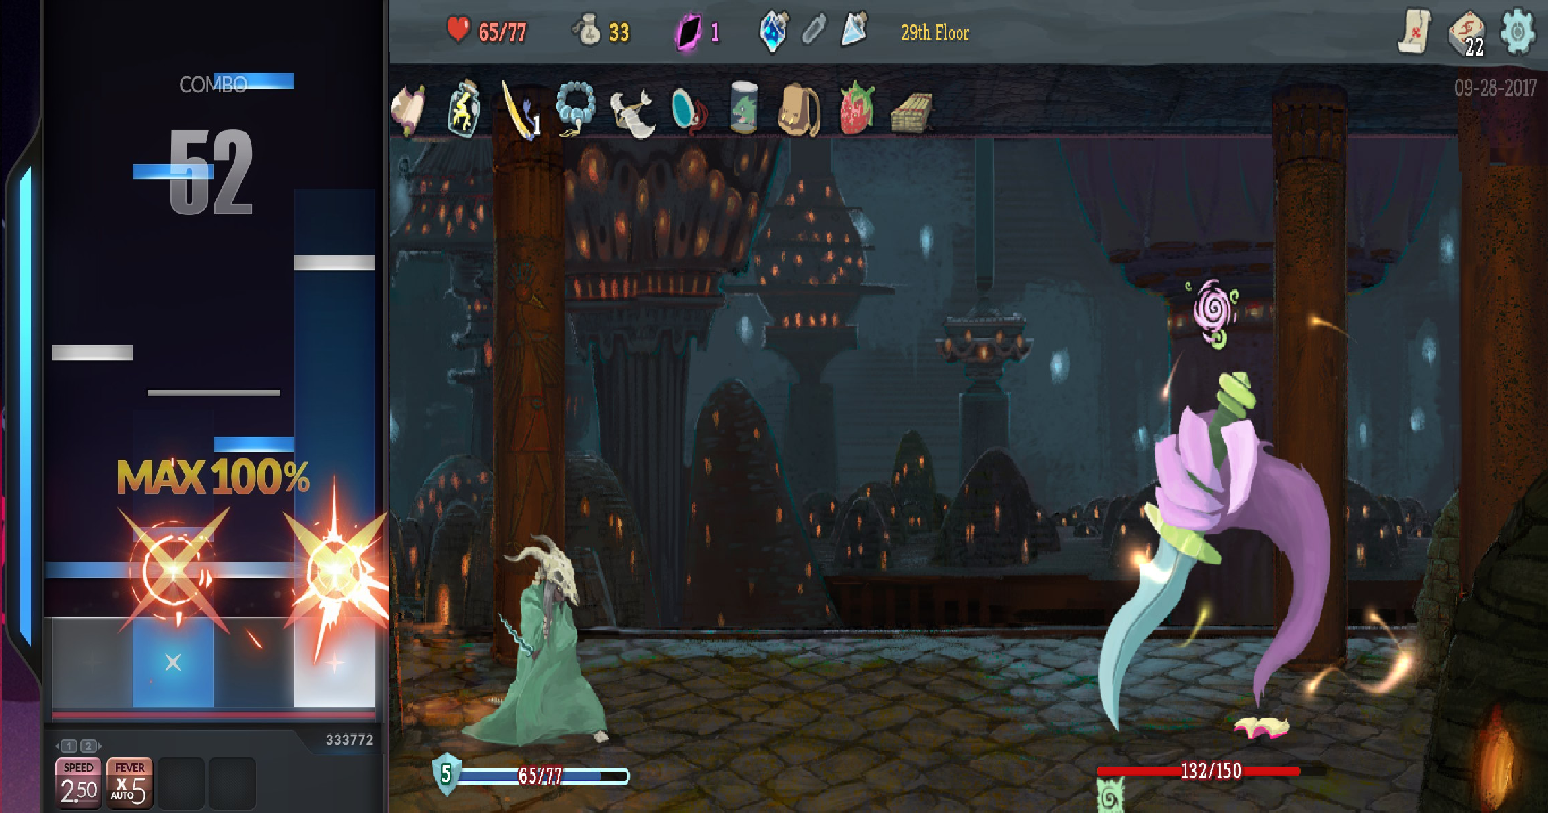 COMBO
52
MAX 100%
333772
1 2
SPEED
2.50
FEVER
X5
AUTO
65/77
33
1
29th Floor
22
09-28-2017
1
5
65/77
132/150